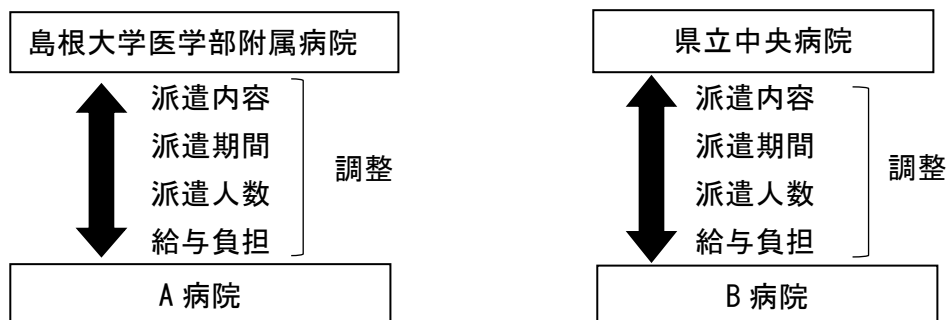 島根大学医学部附属病院
派遣内容
派遣期間
派遣人数
給与負担
調整
A 病院
県立中央病院
派遣内容
派遣期間
派遣人数
給与負担
調整
B 病院